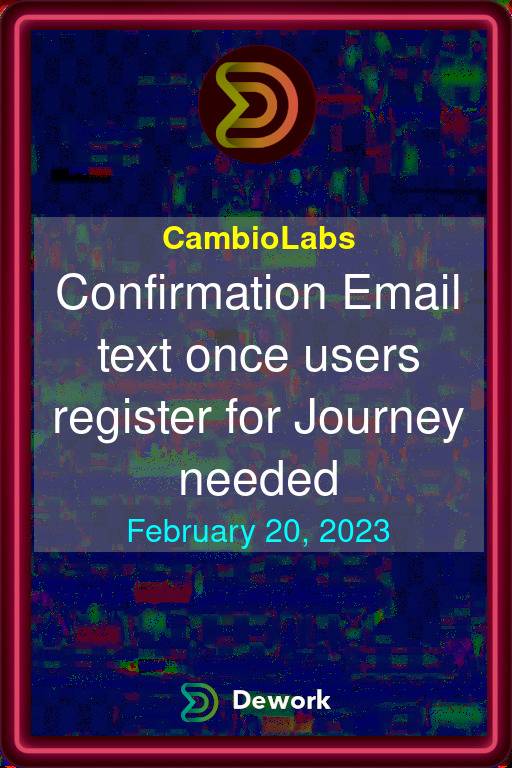 CambioLabs
Confirmation Email
text once users
register for Journey
needed
February 20, 2023
Dework